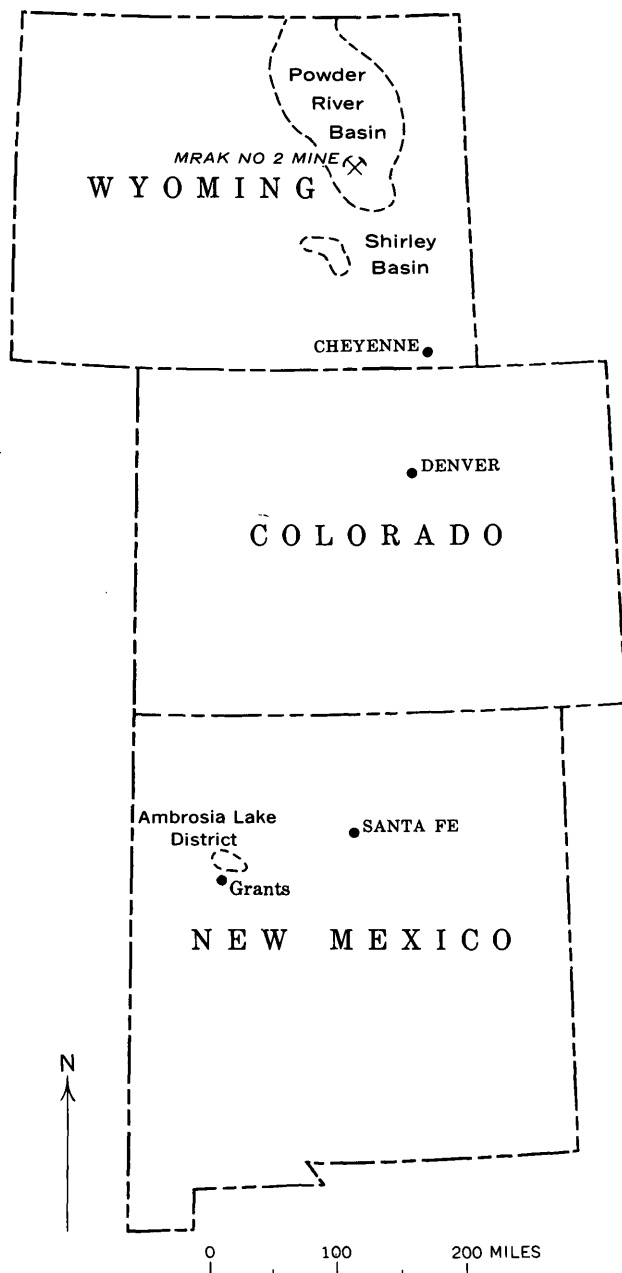 Powder
River
Basin
MRAK NO 2 MINE
WYOMING
Shirley
Basin
CHEYENNE
DENVER
COLORADO
Ambrosia Lake
District
SANTA FE
Grants
NEW MEXICO
N
0 100 200 MILES